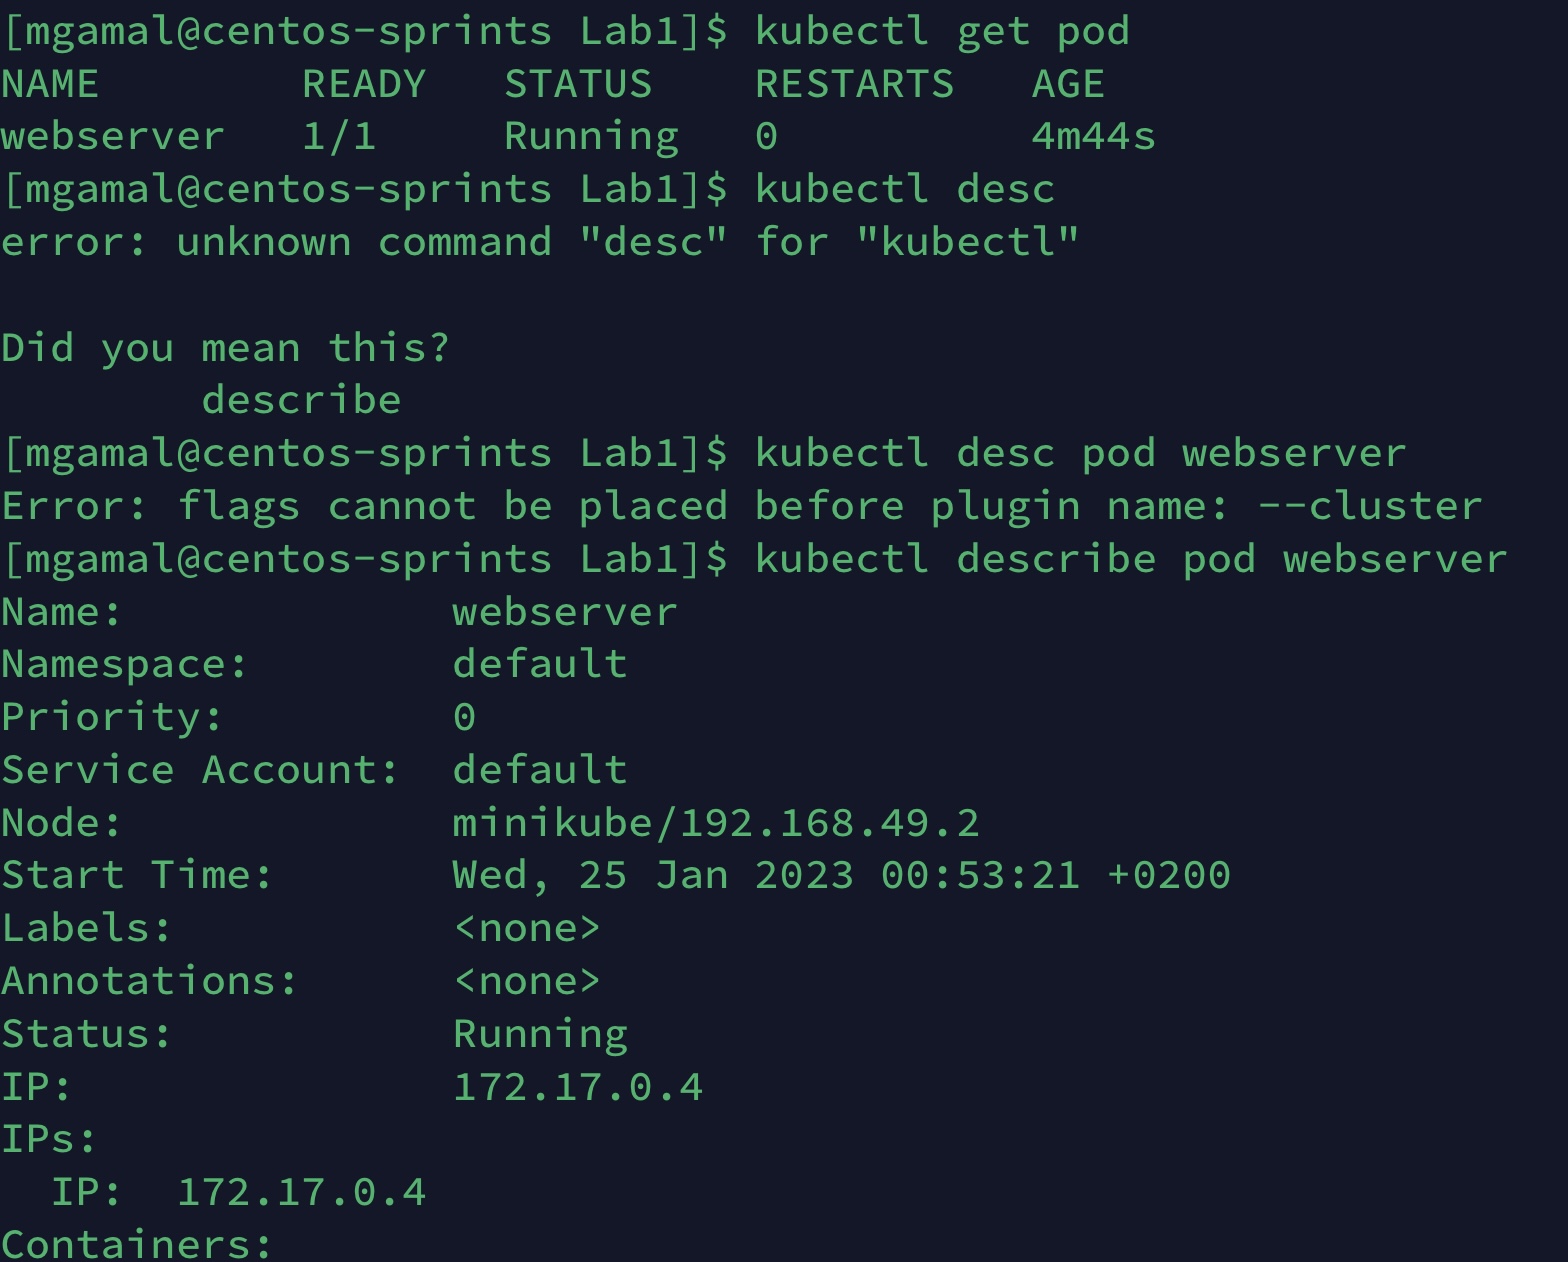 [mgamal@centos-sprints Lab1]$ kubectl get pod
NAME        READY   STATUS    RESTARTS   AGE
webserver   1/1     Running   0          4m44s
[mgamal@centos-sprints Lab1]$ kubectl desc
error: unknown command "desc" for "kubectl"

Did you mean this?
        describe
[mgamal@centos-sprints Lab1]$ kubectl desc pod webserver
Error: flags cannot be placed before plugin name: --cluster
[mgamal@centos-sprints Lab1]$ kubectl describe pod webserver
Name:             webserver
Namespace:        default
Priority:         0
Service Account:  default
Node:             minikube/192.168.49.2
Start Time:       Wed, 25 Jan 2023 00:53:21 +0200
Labels:           <none>
Annotations:      <none>
Status:           Running
IP:               172.17.0.4
IPs:
  IP:  172.17.0.4
Containers: